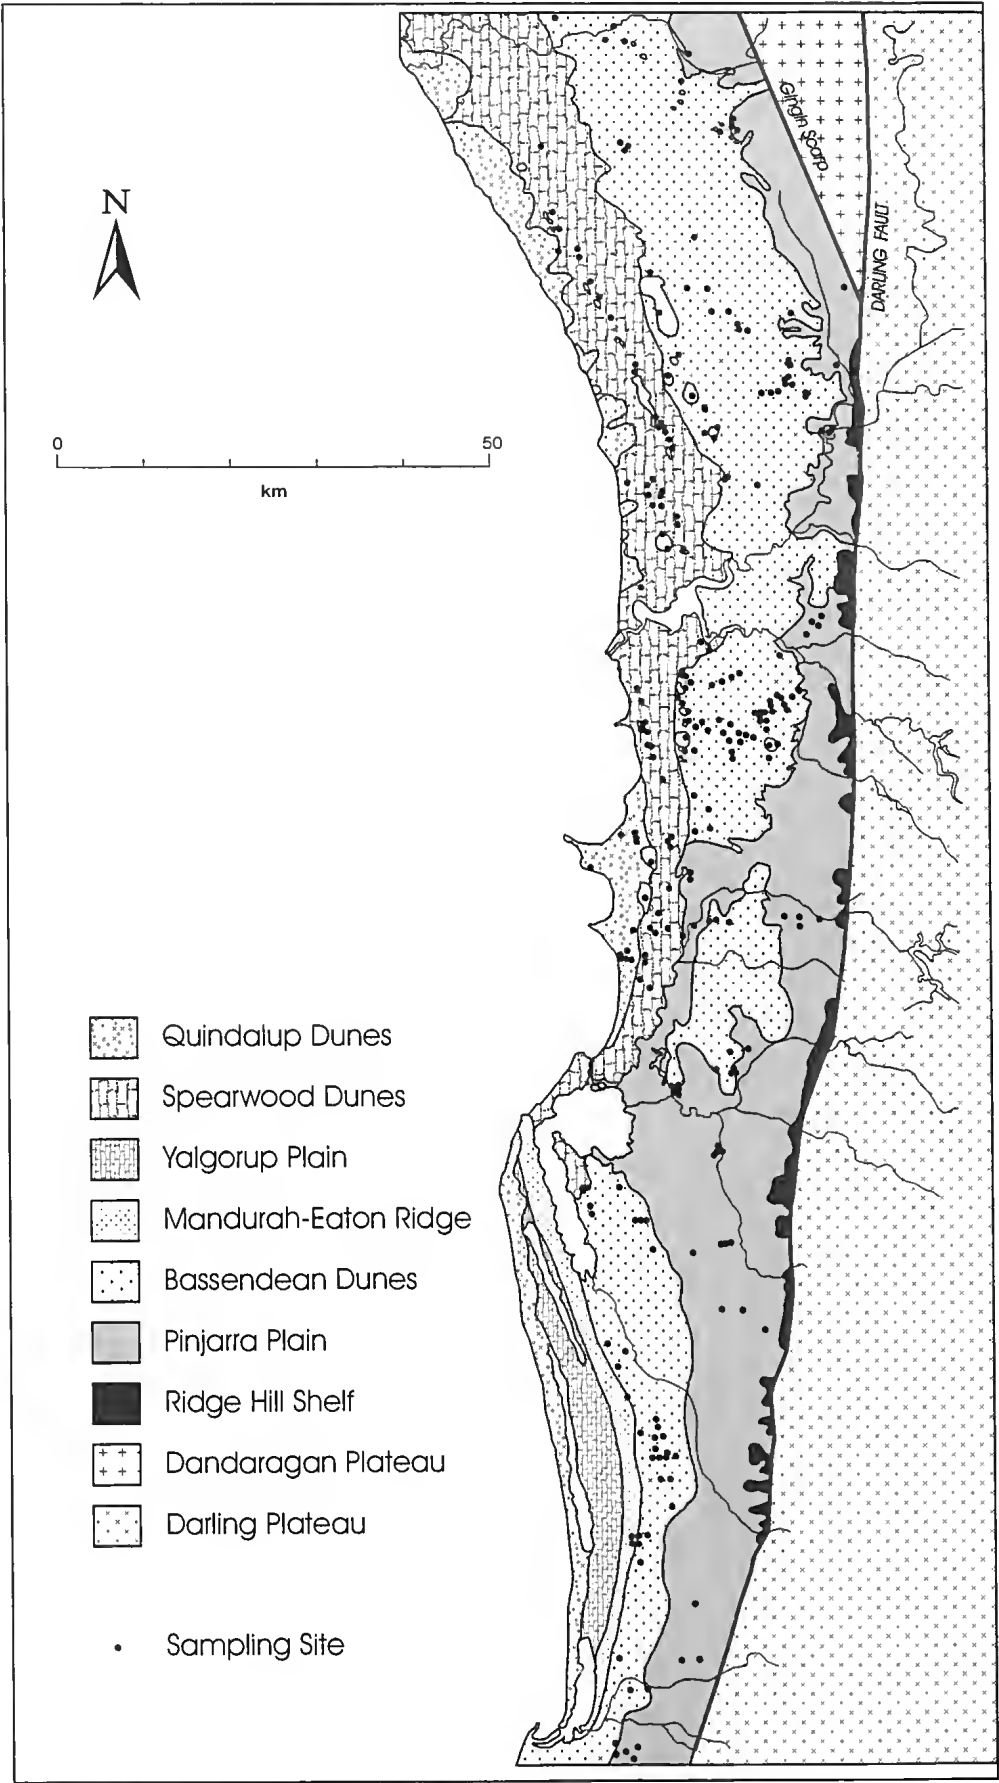 Gingin Scarp
DARLING FAULT
N
0 50
km
Quindalup Dunes
Spearwood Dunes
Yalgorup Plain
Mandurah-Eaton Ridge
Bassendean Dunes
Pinjarra Plain
Ridge Hill Shelf
Dandaragan Plateau
Darling Plateau
Sampling Site